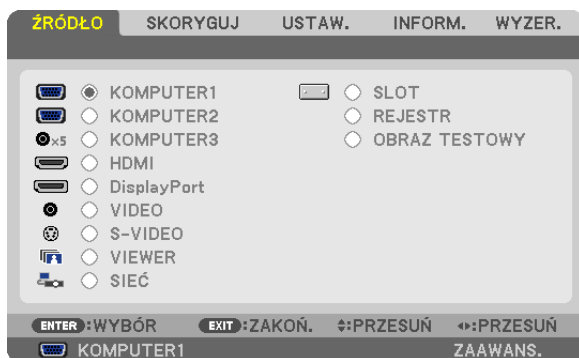 ŹRÓDŁO SKORYGUJ USTAW. INFORM. WYZER.
KOMPUTER1 SLOT
KOMPUTER2 REJESTR
×5 KOMPUTER3 OBRAZ TESTOWY
HDMI
DisplayPort
VIDEO
S-VIDEO
VIEWER
SIEĆ
ENTER :WYBÓR EXIT :ZAKOŃ. :PRZESUŃ :PRZESUŃ
KOMPUTER1 ZAAWANS.